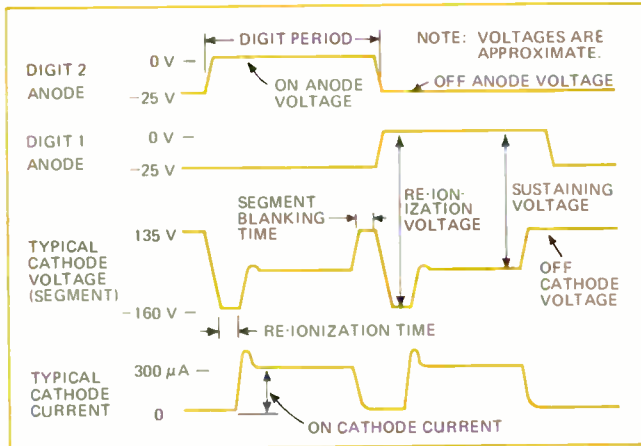 DIGIT PERIOD
NOTE: VOLTAGES ARE
APPROXIMATE.
DIGIT 2
ANODE
0 V
-25 V
ON ANODE
VOLTAGE
OFF ANODE VOLTAGE
DIGIT 1
ANODE
0 V
-25 V
SEGMENT
BLANKING
TIME
RE-ION-
IZATION
VOLTAGE
SUSTAINING
VOLTAGE
TYPICAL
CATHODE
VOLTAGE
(SEGMENT)
135 V
-160 V
OFF
CATHODE
VOLTAGE
RE-IONIZATION TIME
TYPICAL
CATHODE
CURRENT
300 µA
0
ON CATHODE CURRENT